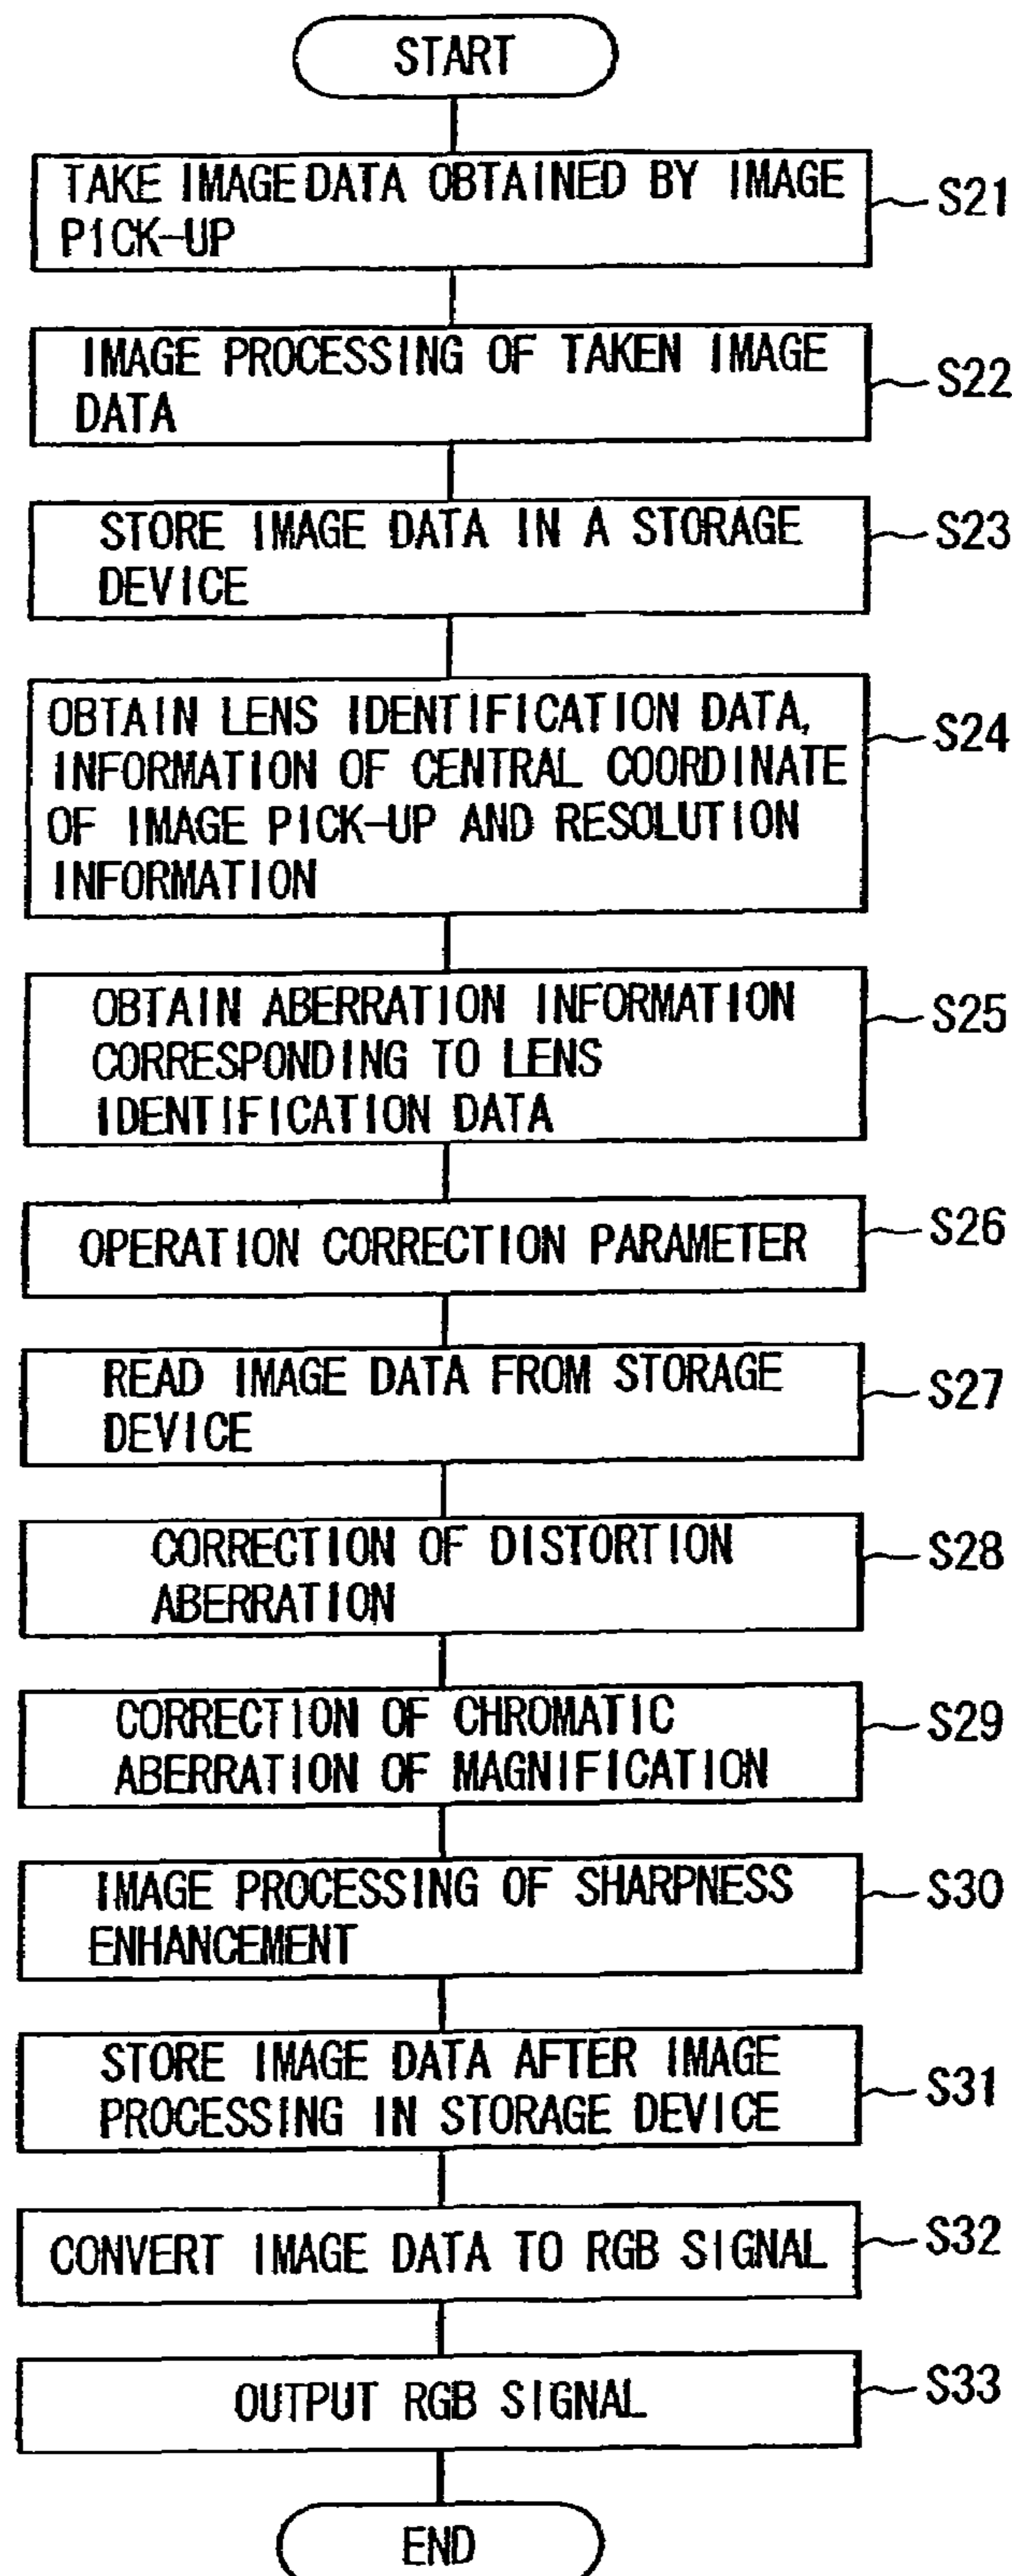 START
TAKE IMAGE DATA OBTAINED BY IMAGE
PICK-UP
S21
IMAGE PROCESSING OF TAKEN IMAGE
DATA
S22
STORE IMAGE DATA IN A STORAGE
DEVICE
S23
OBTAIN LENS IDENTIFICATION DATA,
INFORMATION OF CENTRAL COORDINATE
OF IMAGE PICK-UP AND RESOLUTION
INFORMATION
S24
OBTAIN ABERRATION INFORMATION
CORRESPONDING TO LENS
IDENTIFICATION DATA
S25
OPERATION CORRECTION PARAMETER
S26
READ IMAGE DATA FROM STORAGE
DEVICE
S27
CORRECTION OF DISTORTION
ABERRATION
S28
CORRECTION OF CHROMATIC
ABERRATION OF MAGNIFICATION
S29
IMAGE PROCESSING OF SHARPNESS
ENHANCEMENT
S30
STORE IMAGE DATA AFTER IMAGE
PROCESSING IN STORAGE DEVICE
S31
CONVERT IMAGE DATA TO RGB SIGNAL
S32
OUTPUT RGB SIGNAL
S33
END